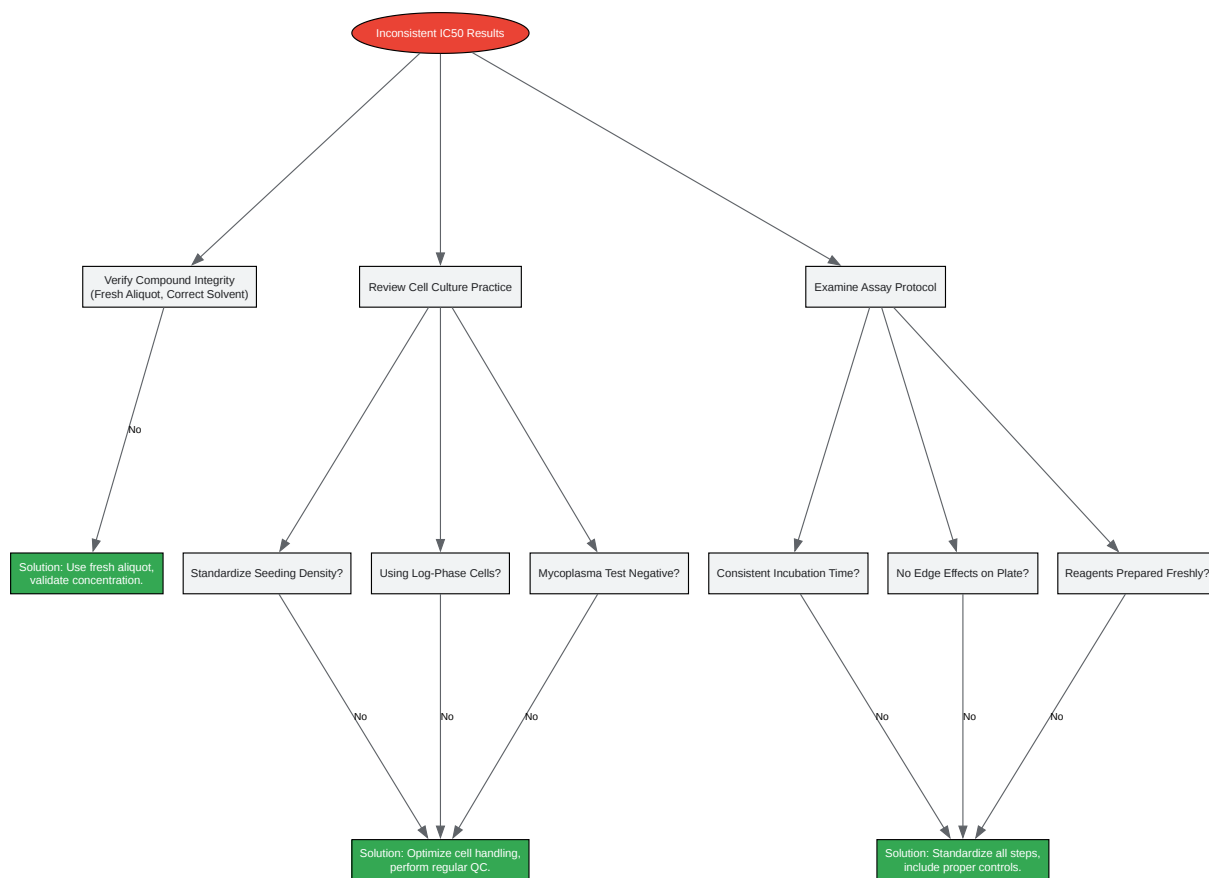 Inconsistent IC50 Results
Verify Compound Integrity
(Fresh Aliquot, Correct Solvent)
Review Cell Culture Practice
Examine Assay Protocol
No
Solution: Use fresh aliquot,
validate concentration.
Standardize Seeding Density?
Using Log-Phase Cells?
Mycoplasma Test Negative?
Consistent Incubation Time?
No Edge Effects on Plate?
Reagents Prepared Freshly?
No
No
No
No
No
No
Solution: Optimize cell handling,
perform regular QC.
Solution: Standardize all steps,
include proper controls.